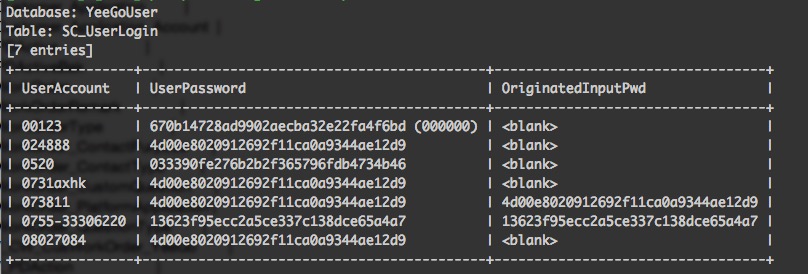 Database: YeeGoUser
Table: SC_UserLogin
[7 entries]
+---------------+-------------------------------------------+----------------------------------+
| UserAccount | UserPassword | OriginatedInputPwd |
+---------------+-------------------------------------------+----------------------------------+
| 00123 | 670b14728ad9902aecba32e22fa4f6bd (000000) | <blank> |
| 024888 | 4d00e8020912692f11ca0a9344ae12d9 | <blank> |
| 0520 | 033390fe276b2b2f365796fdb4734b46 | <blank> |
| 0731axhk | 4d00e8020912692f11ca0a9344ae12d9 | <blank> |
| 073811 | 4d00e8020912692f11ca0a9344ae12d9 | 4d00e8020912692f11ca0a9344ae12d9 |
| 0755-33306220 | 13623f95ecc2a5ce337c138dce65a4a7 | 13623f95ecc2a5ce337c138dce65a4a7 |
| 08027084 | 4d00e8020912692f11ca0a9344ae12d9 | <blank> |
+---------------+-------------------------------------------+----------------------------------+